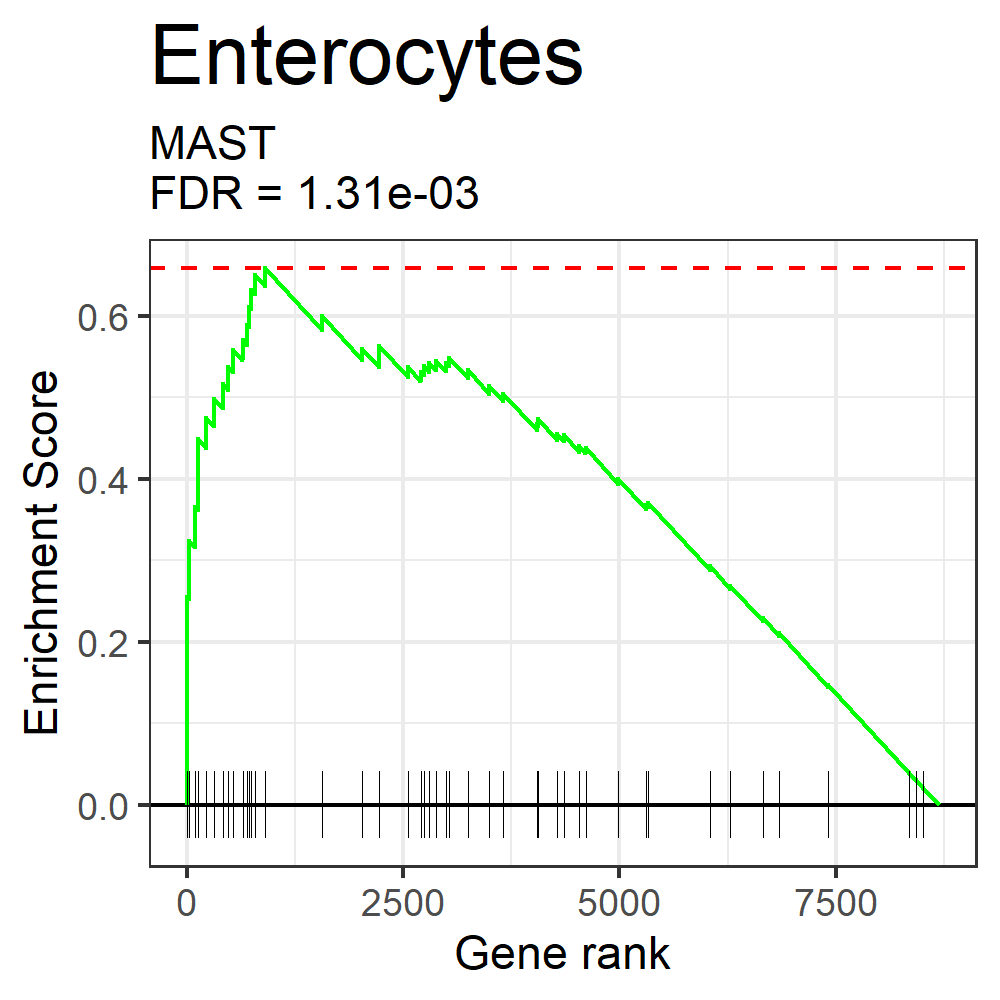 Enterocytes
MAST
FDR = 1.31e-03
Enrichment Score
0.6
0.4
0.2
0.0
0 2500 5000 7500
Gene rank